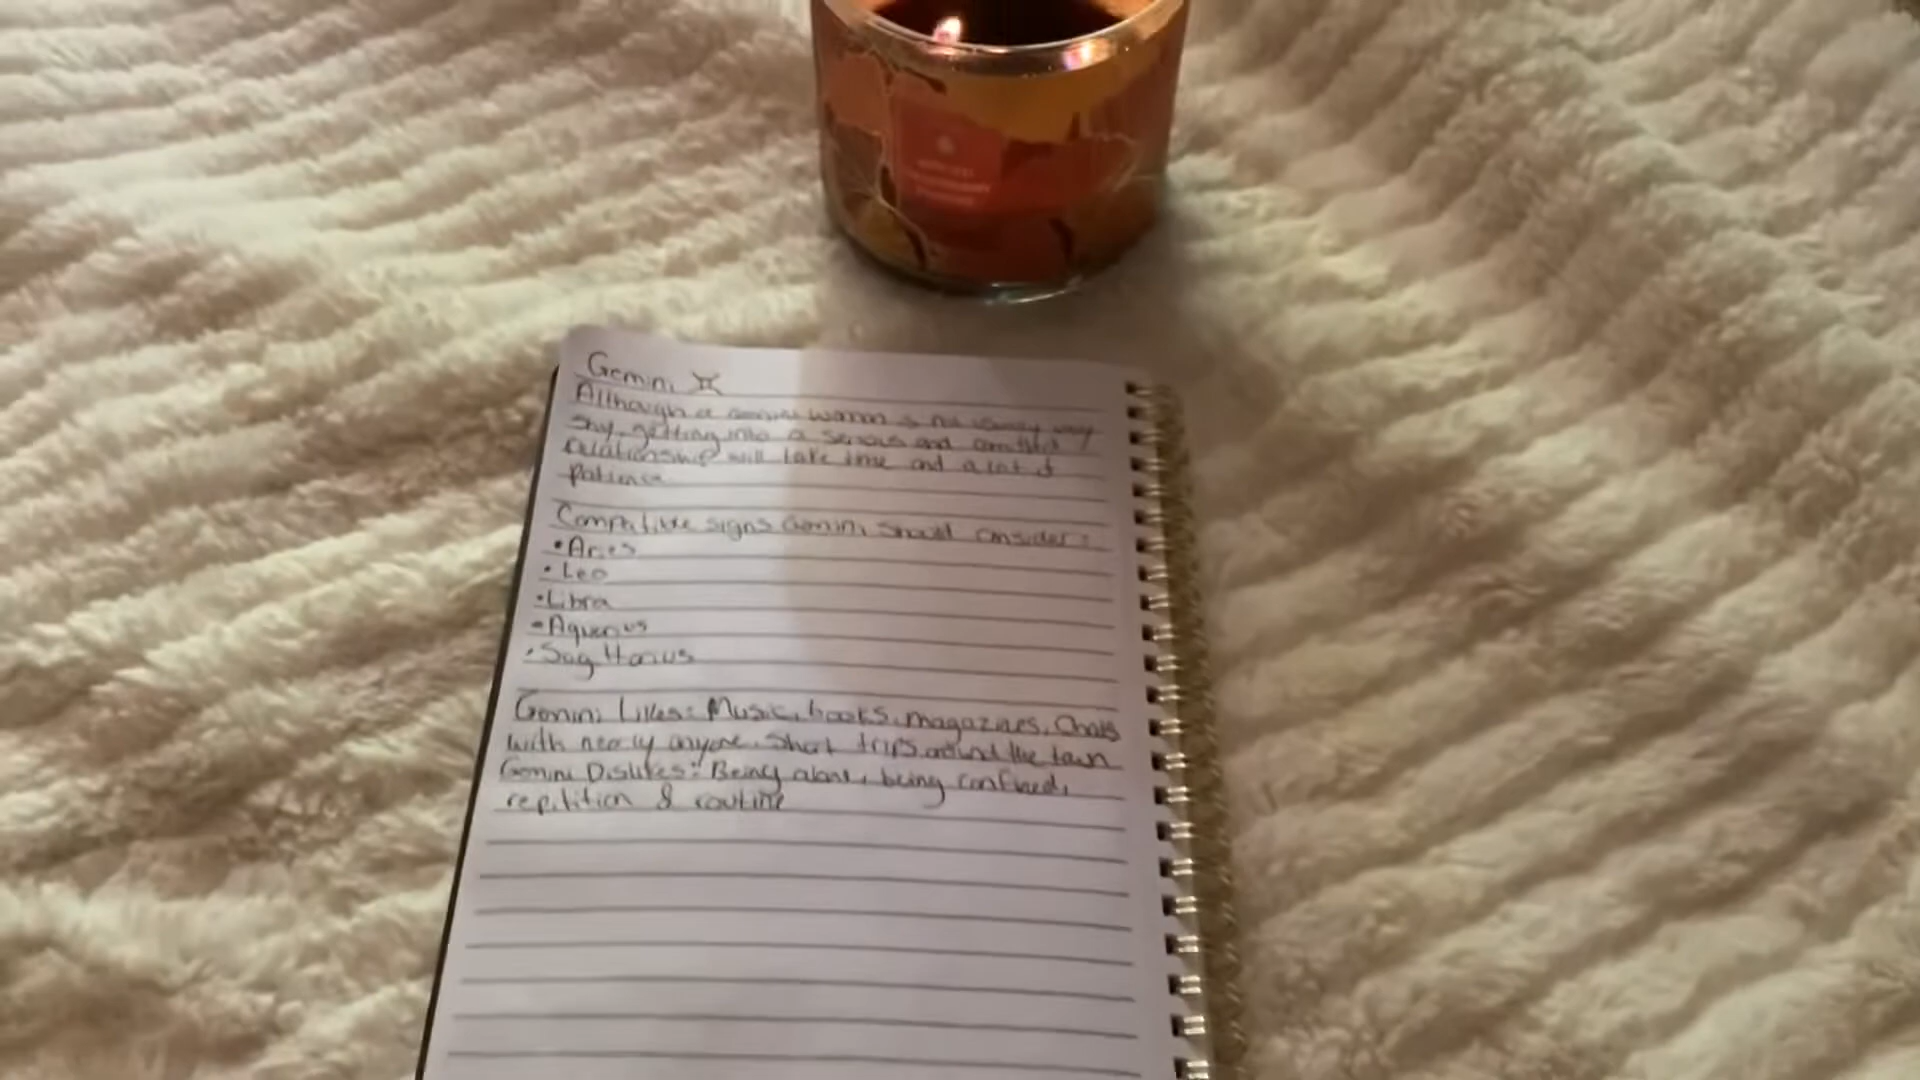 Gemini ♊
Although a gemini woman is not usually very
shy, getting into a serious and comitted
relationship will take time and a lot of
patience
Compatible signs Gemini should consider:
•Aries
•Leo
•Libra
•Aquarius
•Sagittarius
Gemini Likes: Music, books, magazines, Chats
with nearly anyone, Short trips around the town
Gemini Dislikes: Being alone, being confined,
repitition & routine